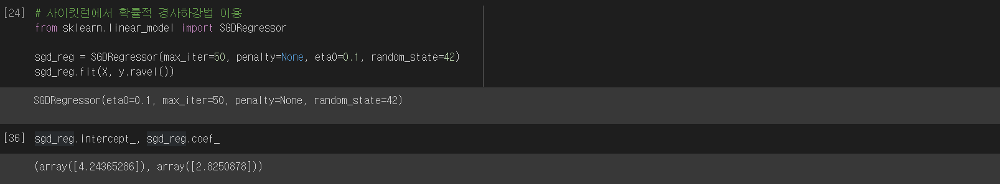 [24] # 사이킷런에서 확률적 경사하강법 이용
from sklearn.linear_model import SGDRegressor
sgd_reg = SGDRegressor(max_iter=50, penalty=None, eta0=0.1, random_state=42)
sgd_reg.fit(X, y.ravel())
SGDRegressor(eta0=0.1, max_iter=50, penalty=None, random_state=42)
[36] sgd_reg.intercept_, sgd_reg.coef_
(array([4.24365286]), array([2.8250878]))